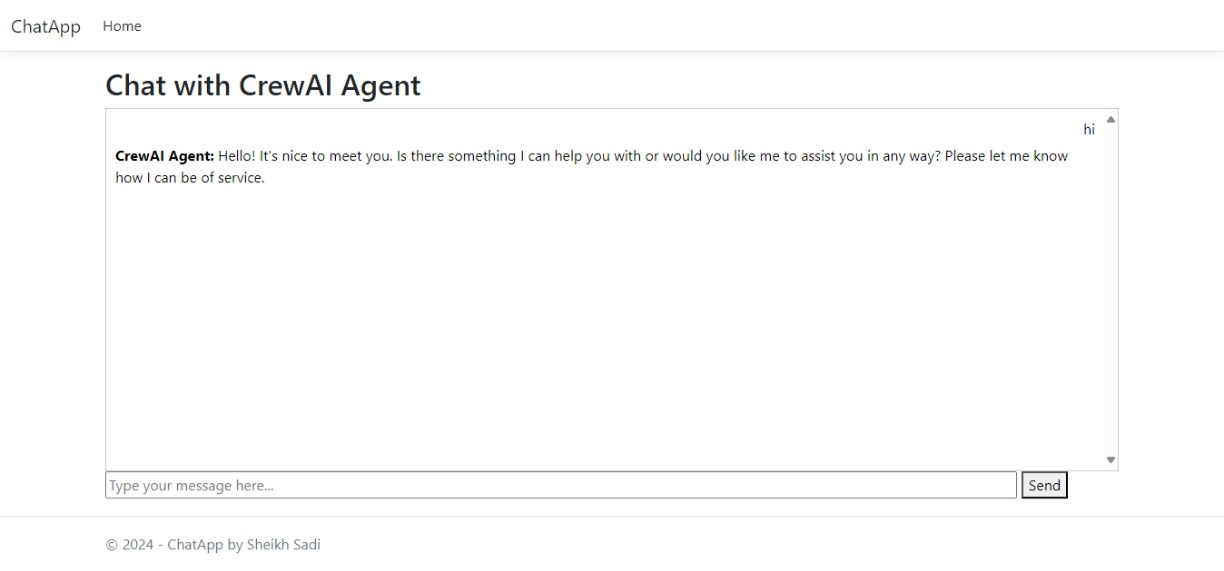 ChatApp Home
Chat with CrewAI Agent
hi
CrewAI Agent: Hello! It's nice to meet you. Is there something I can help you with or would you like me to assist you in any way? Please let me know
how I can be of service.
Type your message here... Send
© 2024 - ChatApp by Sheikh Sadi